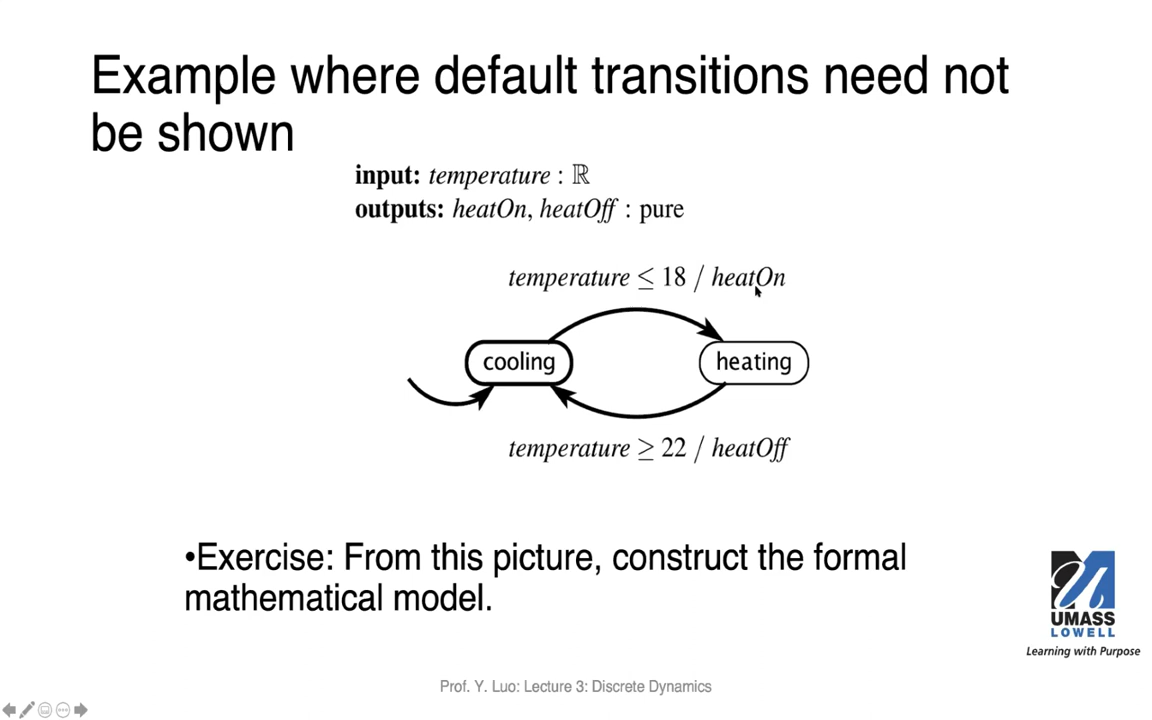 Example where default transitions need not
be shown
input: temperature : ℝ
outputs: heatOn, heatOff : pure
temperature ≤ 18 / heatOn
cooling
heating
temperature ≥ 22 / heatOff
•Exercise: From this picture, construct the formal
mathematical model.
UMASS
LOWELL
Learning with Purpose
Prof. Y. Luo: Lecture 3: Discrete Dynamics